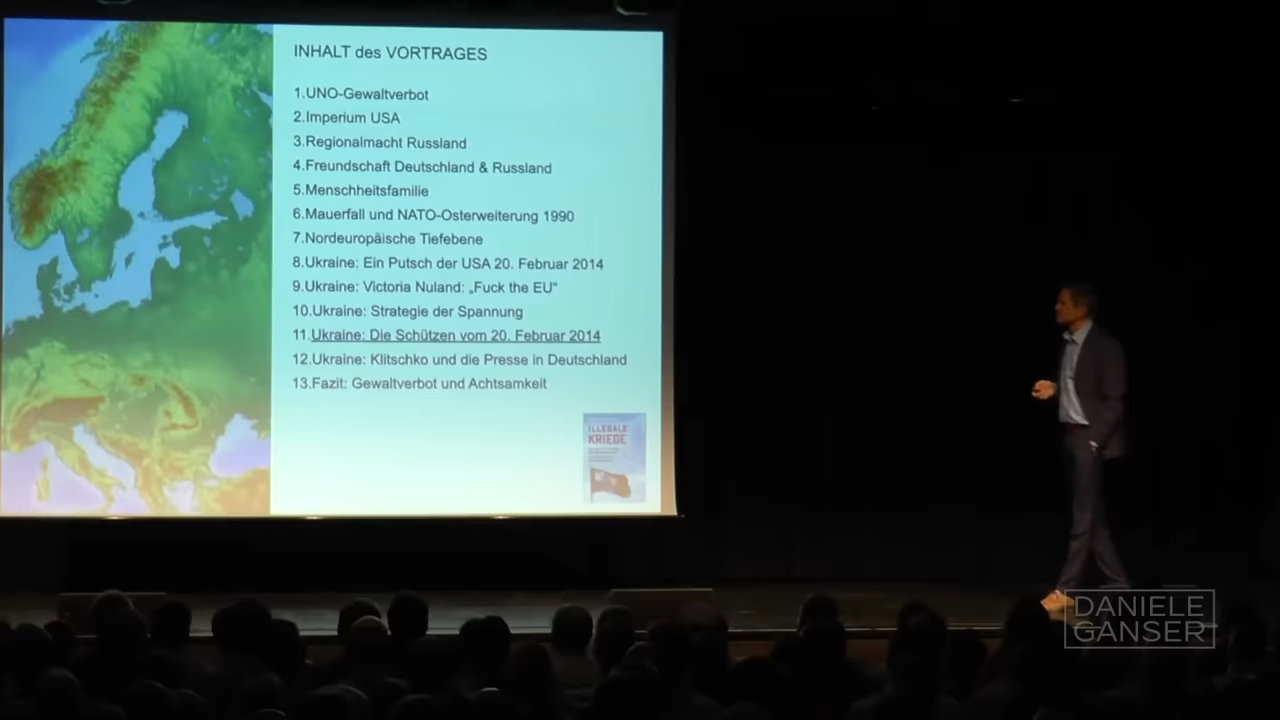 INHALT des VORTRAGES
1.UNO-Gewaltverbot
2.Imperium USA
3.Regionalmacht Russland
4.Freundschaft Deutschland & Russland
5.Menschheitsfamilie
6.Mauerfall und NATO-Osterweiterung 1990
7.Nordeuropäische Tiefebene
8.Ukraine: Ein Putsch der USA 20. Februar 2014
9.Ukraine: Victoria Nuland: „Fuck the EU“
10.Ukraine: Strategie der Spannung
11.Ukraine: Die Schützen vom 20. Februar 2014
12.Ukraine: Klitschko und die Presse in Deutschland
13.Fazit: Gewaltverbot und Achtsamkeit
ILLEGALE
KRIEGE
DANIELE
GANSER